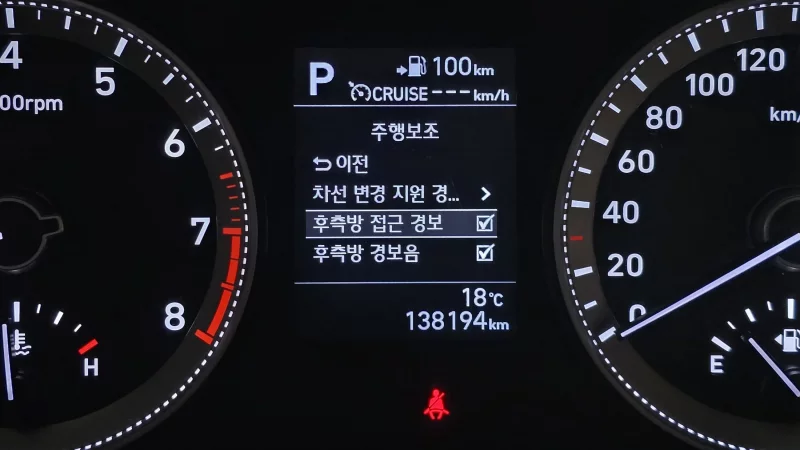 4
5
00rpm
6
7
8
H
P
100km
CRUISE --- km/h
주행보조
이전
차선 변경 지원 경...
후측방 접근 경보
후측방 경보음
18℃
138194km
120
100
km/
80
60
40
20
0
E